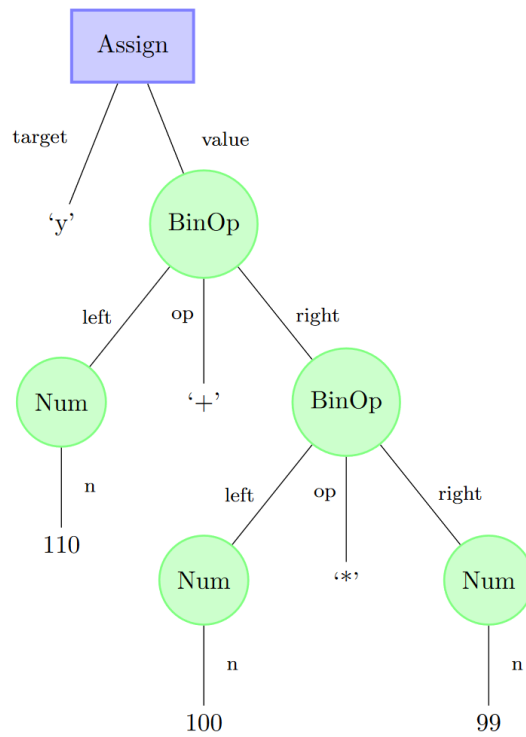 Assign
target
value
‘y’
BinOp
left
op
right
Num
‘+’
BinOp
n
left
op
right
110
Num
‘*’
Num
n
n
100
99